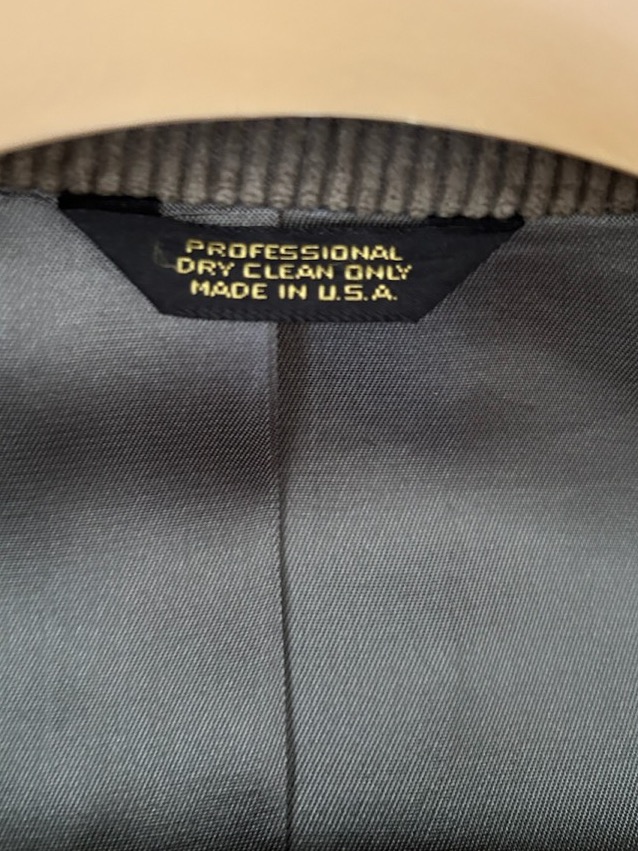 PROFESSIONAL
DRY CLEAN ONLY
MADE IN U.S.A.